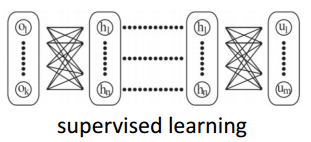 o₁ h₁ h₁ u₁
oₖ hₙ hₙ uₘ
supervised learning